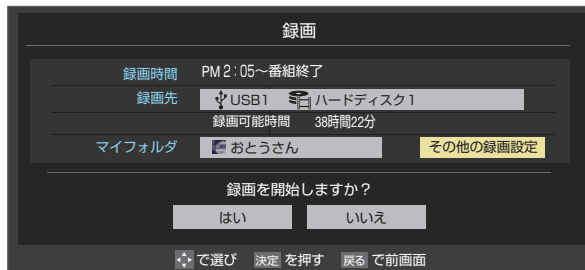 録画
録画時間 PM 2:05〜番組終了
録画先 USB1 ハードディスク1
録画可能時間 38時間22分
マイフォルダ おとうさん その他の録画設定
録画を開始しますか？
はい いいえ
で選び 決定 を押す 戻る で前画面